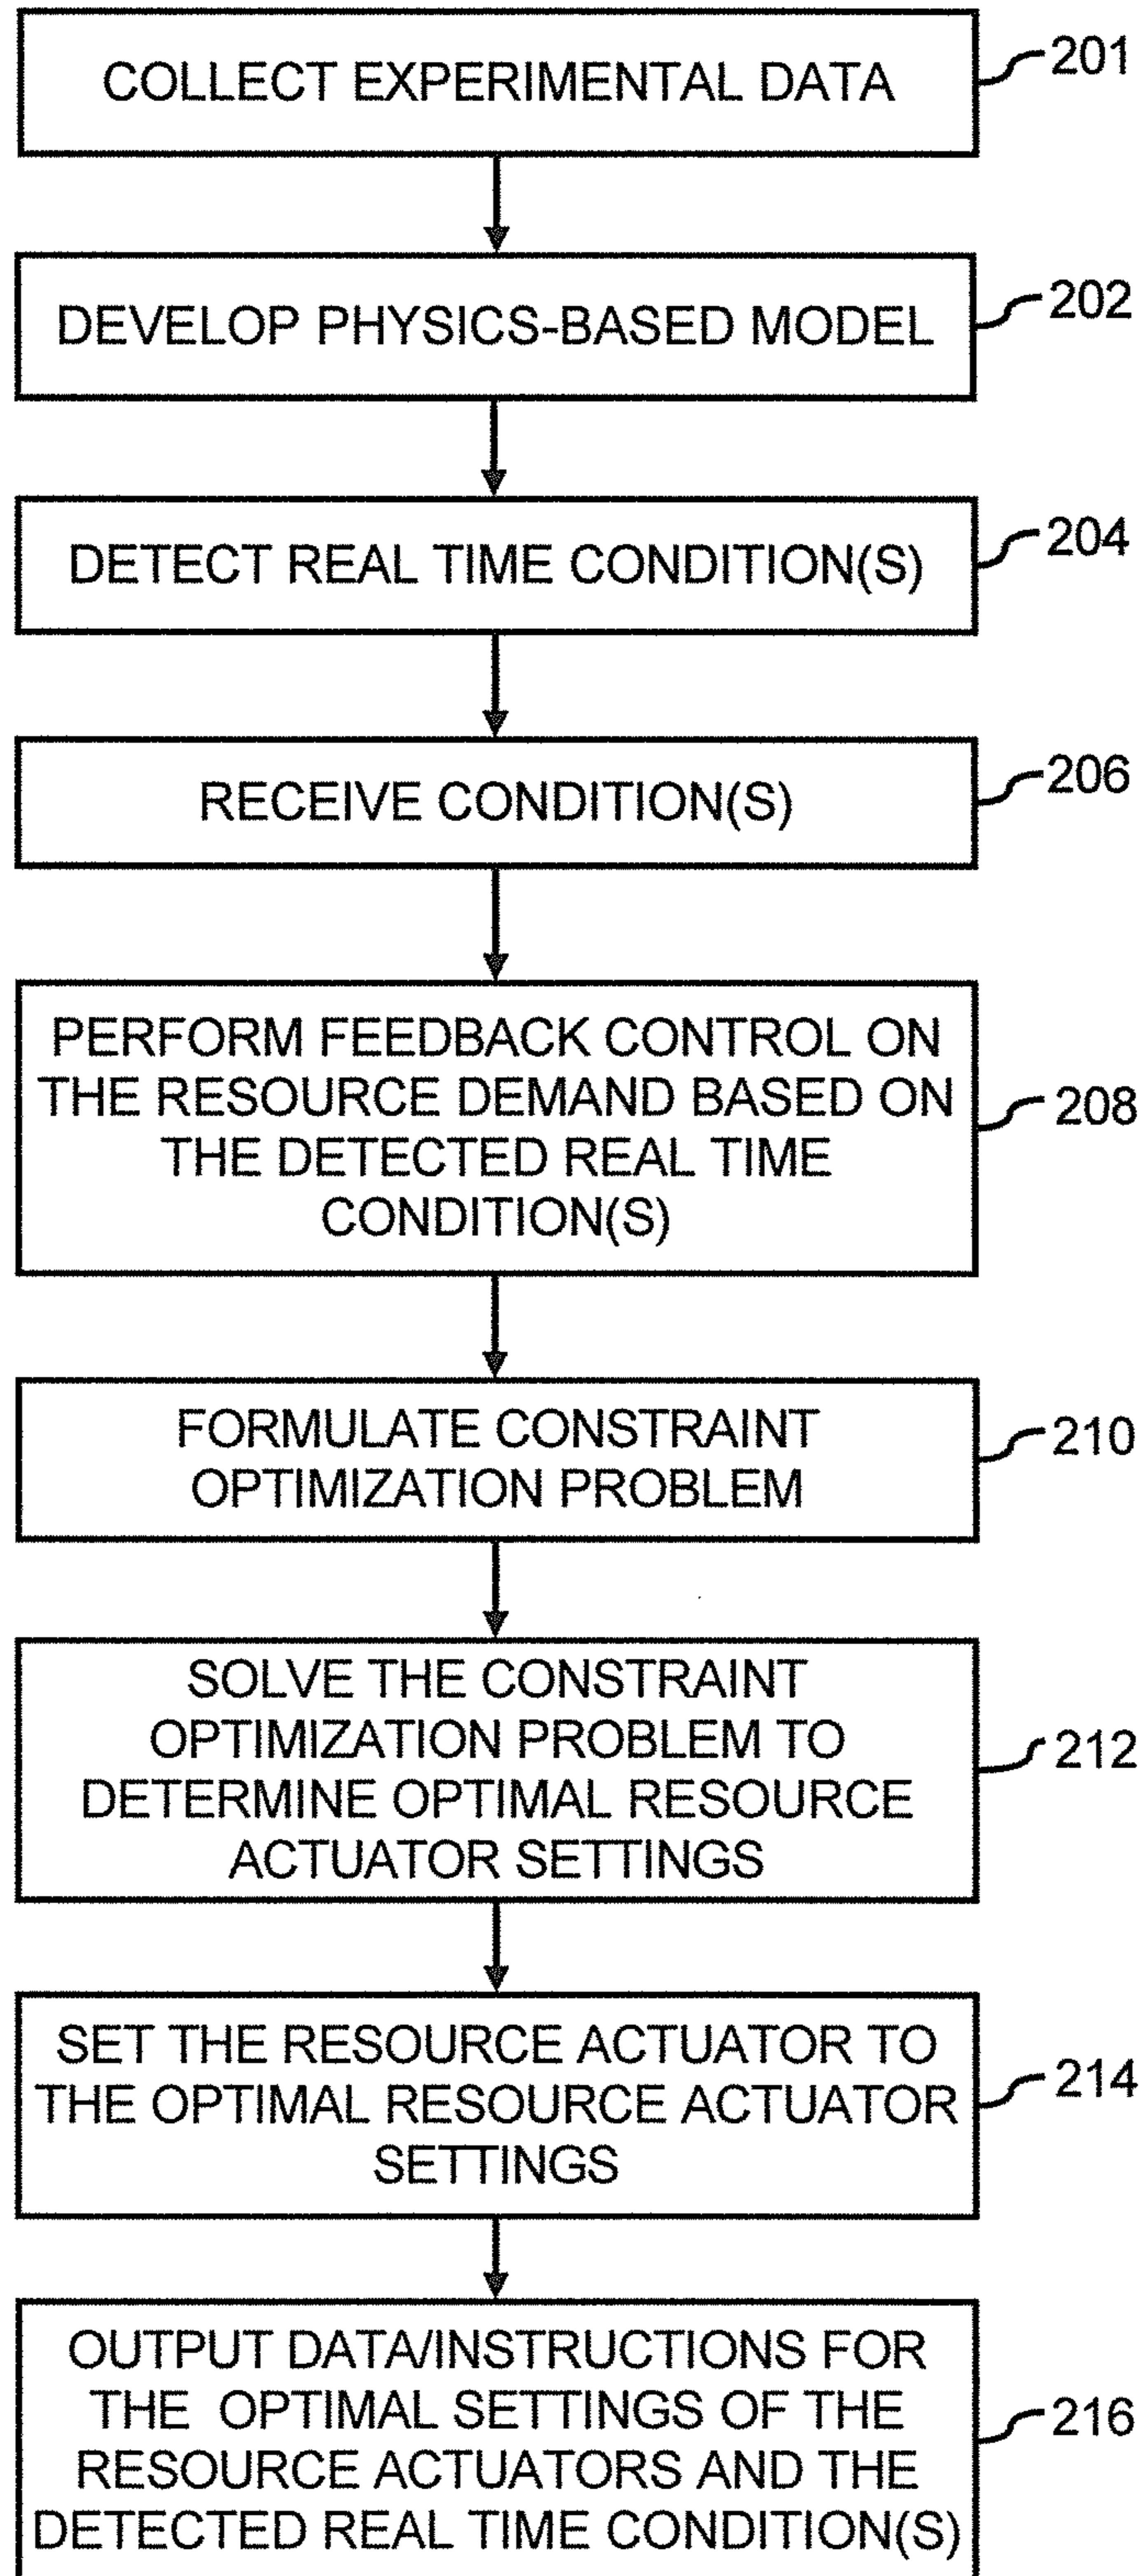 COLLECT EXPERIMENTAL DATA
201
DEVELOP PHYSICS-BASED MODEL
202
DETECT REAL TIME CONDITION(S)
204
RECEIVE CONDITION(S)
206
PERFORM FEEDBACK CONTROL ON
THE RESOURCE DEMAND BASED ON
THE DETECTED REAL TIME
CONDITION(S)
208
FORMULATE CONSTRAINT
OPTIMIZATION PROBLEM
210
SOLVE THE CONSTRAINT
OPTIMIZATION PROBLEM TO
DETERMINE OPTIMAL RESOURCE
ACTUATOR SETTINGS
212
SET THE RESOURCE ACTUATOR TO
THE OPTIMAL RESOURCE ACTUATOR
SETTINGS
214
OUTPUT DATA/INSTRUCTIONS FOR
THE OPTIMAL SETTINGS OF THE
RESOURCE ACTUATORS AND THE
DETECTED REAL TIME CONDITION(S)
216